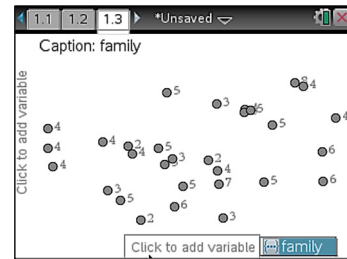 1.1 1.2 1.3 *Unsaved
Caption: family
Click to add variable
8 4
5
3
5
5
4
4 4 2 5
4 4 3 2 6
4
4
3 5 7 5 6
5 6
2 3
Click to add variable family